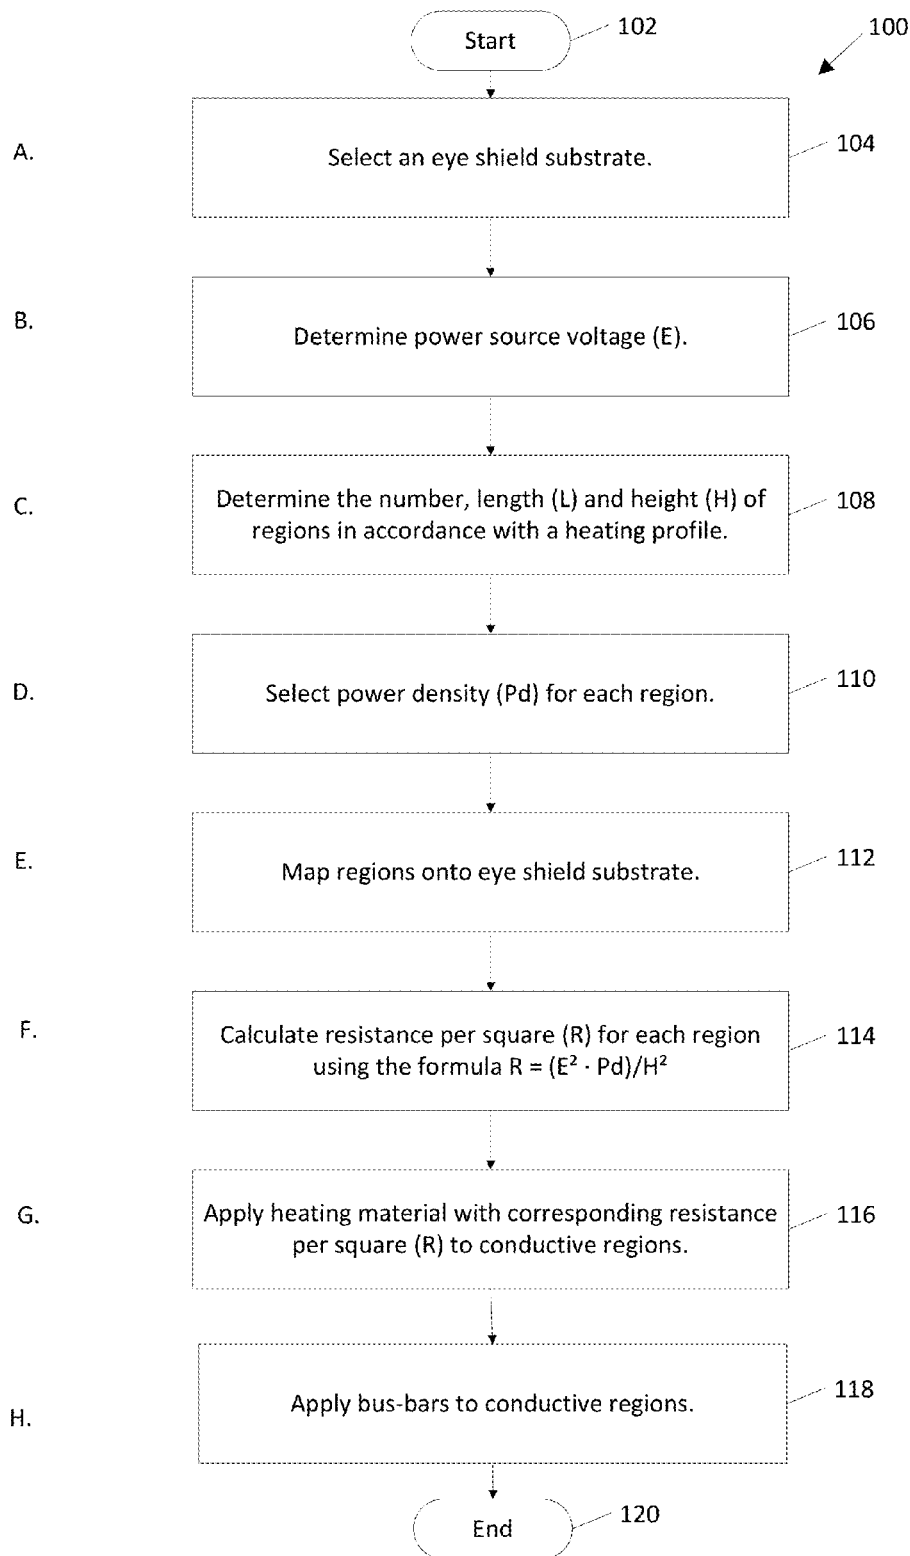 Start
102
100
A.
Select an eye shield substrate.
104
B.
Determine power source voltage (E).
106
C.
Determine the number, length (L) and height (H) of
regions in accordance with a heating profile.
108
D.
Select power density (Pd) for each region.
110
E.
Map regions onto eye shield substrate.
112
F.
Calculate resistance per square (R) for each region
using the formula R = (E² · Pd)/H²
114
G.
Apply heating material with corresponding resistance
per square (R) to conductive regions.
116
H.
Apply bus-bars to conductive regions.
118
End
120